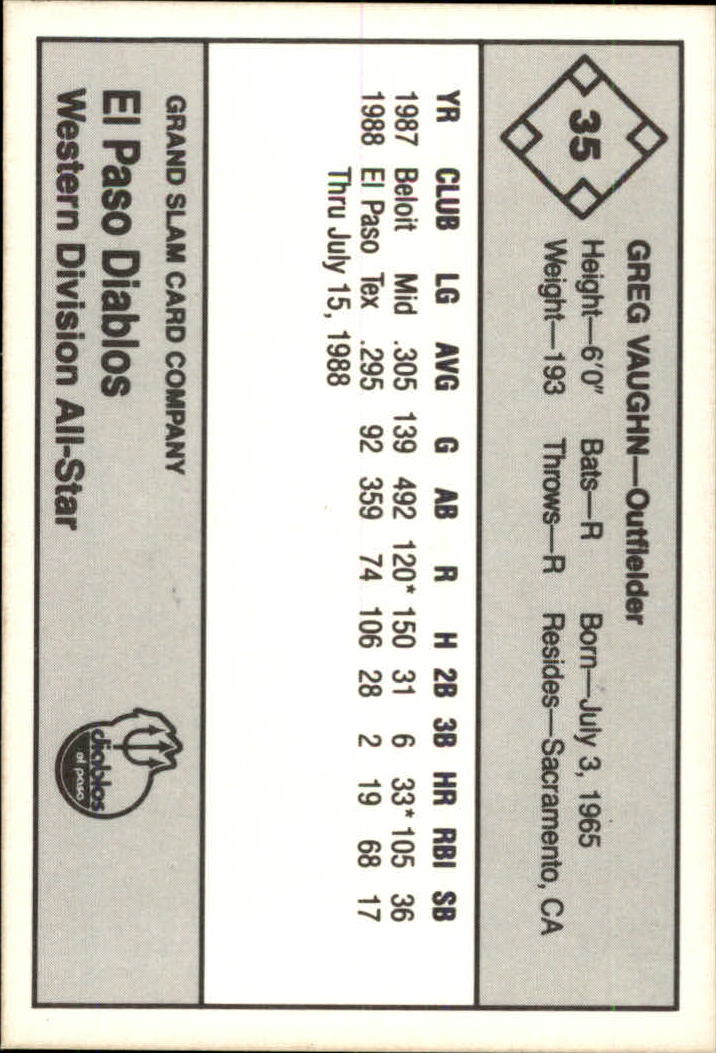 35
GREG VAUGHN—Outfielder
Height—6'0" Bats—R Born—July 3, 1965
Weight—193 Throws—R Resides—Sacramento, CA
YR CLUB LG AVG G AB R H 2B 3B HR RBI SB
1987 Beloit Mid .305 139 492 120* 150 31 6 33* 105 36
1988 El Paso Tex .295 92 359 74 106 28 2 19 68 17
Thru July 15, 1988
GRAND SLAM CARD COMPANY
El Paso Diablos
Western Division All-Star
diablos
el paso